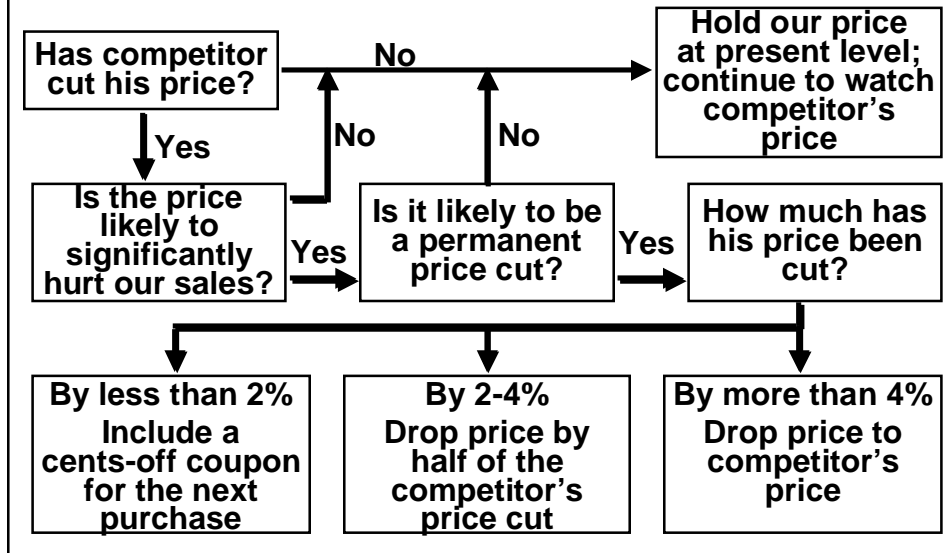 Has competitor
cut his price?
No
Hold our price
at present level;
continue to watch
competitor's
price
Yes
No
No
Is the price
likely to
significantly
hurt our sales?
Yes
Is it likely to be
a permanent
price cut?
Yes
How much has
his price been
cut?
By less than 2%
Include a
cents-off coupon
for the next
purchase
By 2-4%
Drop price by
half of the
competitor's
price cut
By more than 4%
Drop price to
competitor's
price